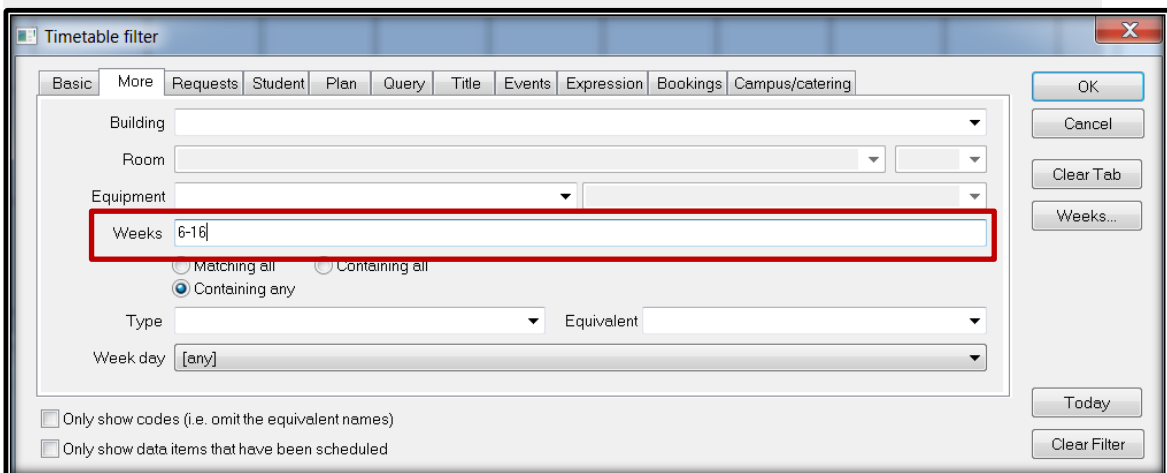 Timetable filter
X
Basic More Requests Student Plan Query Title Events Expression Bookings Campus/catering
OK
Building
Cancel
Room
Clear Tab
Equipment
Weeks 6-16
Weeks...
Matching all Containing all
Containing any
Type Equivalent
Week day [any]
Today
Only show codes (i.e. omit the equivalent names)
Only show data items that have been scheduled
Clear Filter